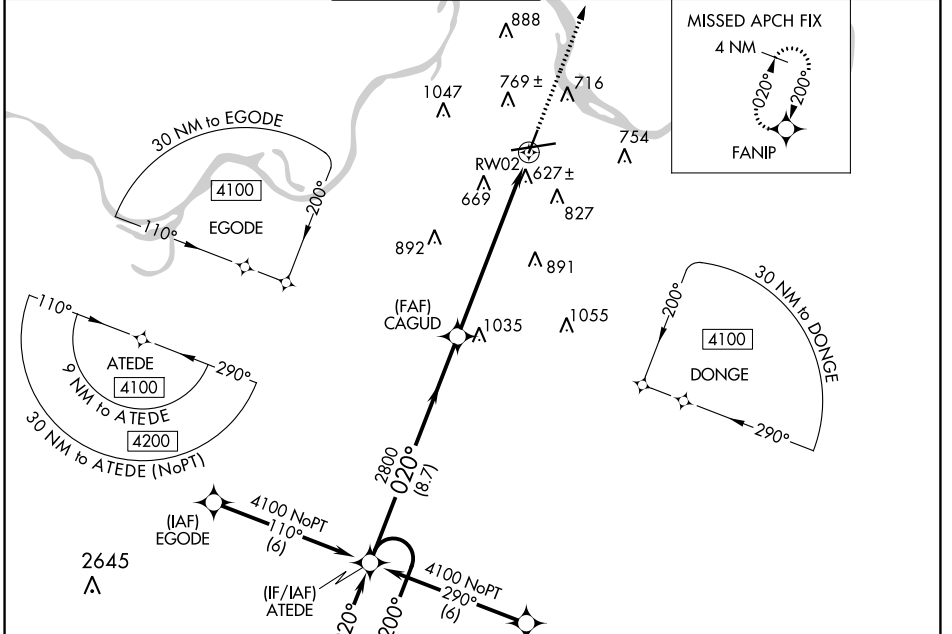 888
MISSED APCH FIX
4 NM
020°
200°
FANIP
1047
769 ±
716
754
30 NM to EGODE
4100
EGODE
200°
110°
RW02
627 ±
669
827
892
891
(FAF)
CAGUD
1035
1055
110°
ATEDE
4100
290°
9 NM to ATEDE
4200
30 NM to ATEDE (NoPT)
30 NM to DONGE
200°
4100
DONGE
290°
2800
020°
(8.7)
(IAF)
EGODE
4100 NoPT
110°
(6)
2645
(IF/IAF)
ATEDE
4100 NoPT
290°
(6)
200°